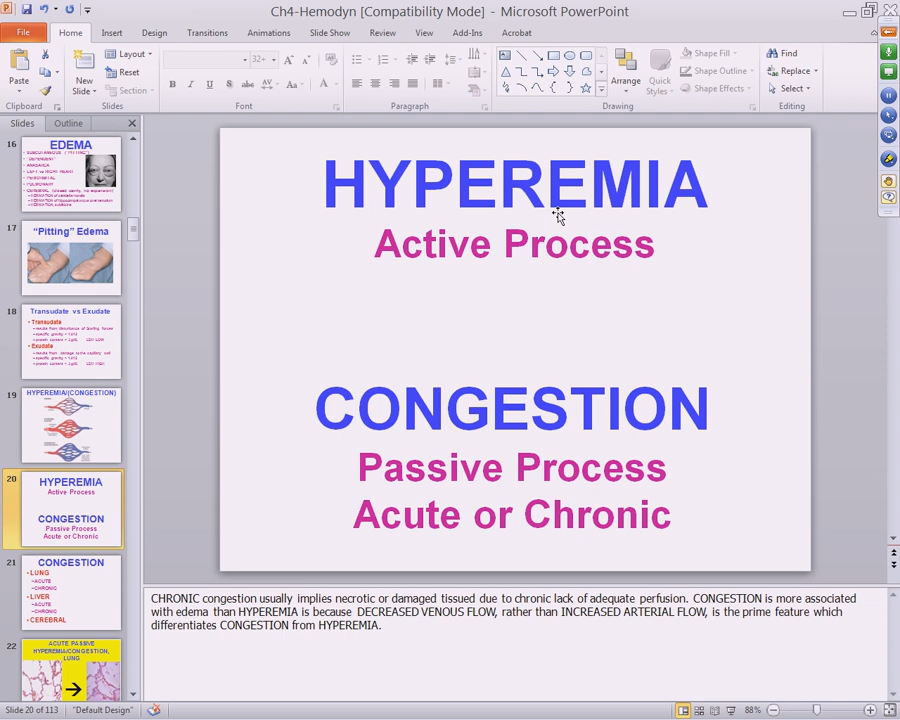 Ch4-Hemodyn [Compatibility Mode] - Microsoft PowerPoint
File Home Insert Design Transitions Animations Slide Show Review View Add-Ins Acrobat
Paste
Clipboard
New
Slide
Layout
Reset
Section
Slides
32+
Font
Paragraph
Arrange
Quick
Styles
Shape Fill
Shape Outline
Shape Effects
Drawing
Find
Replace
Select
Editing
Slides Outline
16
EDEMA
17
“Pitting” Edema
18
Transudate vs Exudate
Transudate
Exudate
19
HYPEREMIA/(CONGESTION)
20
HYPEREMIA
Active Process
CONGESTION
Passive Process
Acute or Chronic
21
CONGESTION
LUNG
–ACUTE
–CHRONIC
LIVER
–ACUTE
–CHRONIC
CEREBRAL
22
ACUTE PASSIVE
HYPEREMIA/CONGESTION,
LUNG
HYPEREMIA
Active Process
CONGESTION
Passive Process
Acute or Chronic
CHRONIC congestion usually implies necrotic or damaged tissued due to chronic lack of adequate perfusion. CONGESTION is more associated
with edema than HYPEREMIA is because DECREASED VENOUS FLOW, rather than INCREASED ARTERIAL FLOW, is the prime feature which
differentiates CONGESTION from HYPEREMIA.
Slide 20 of 113 "Default Design" 88%